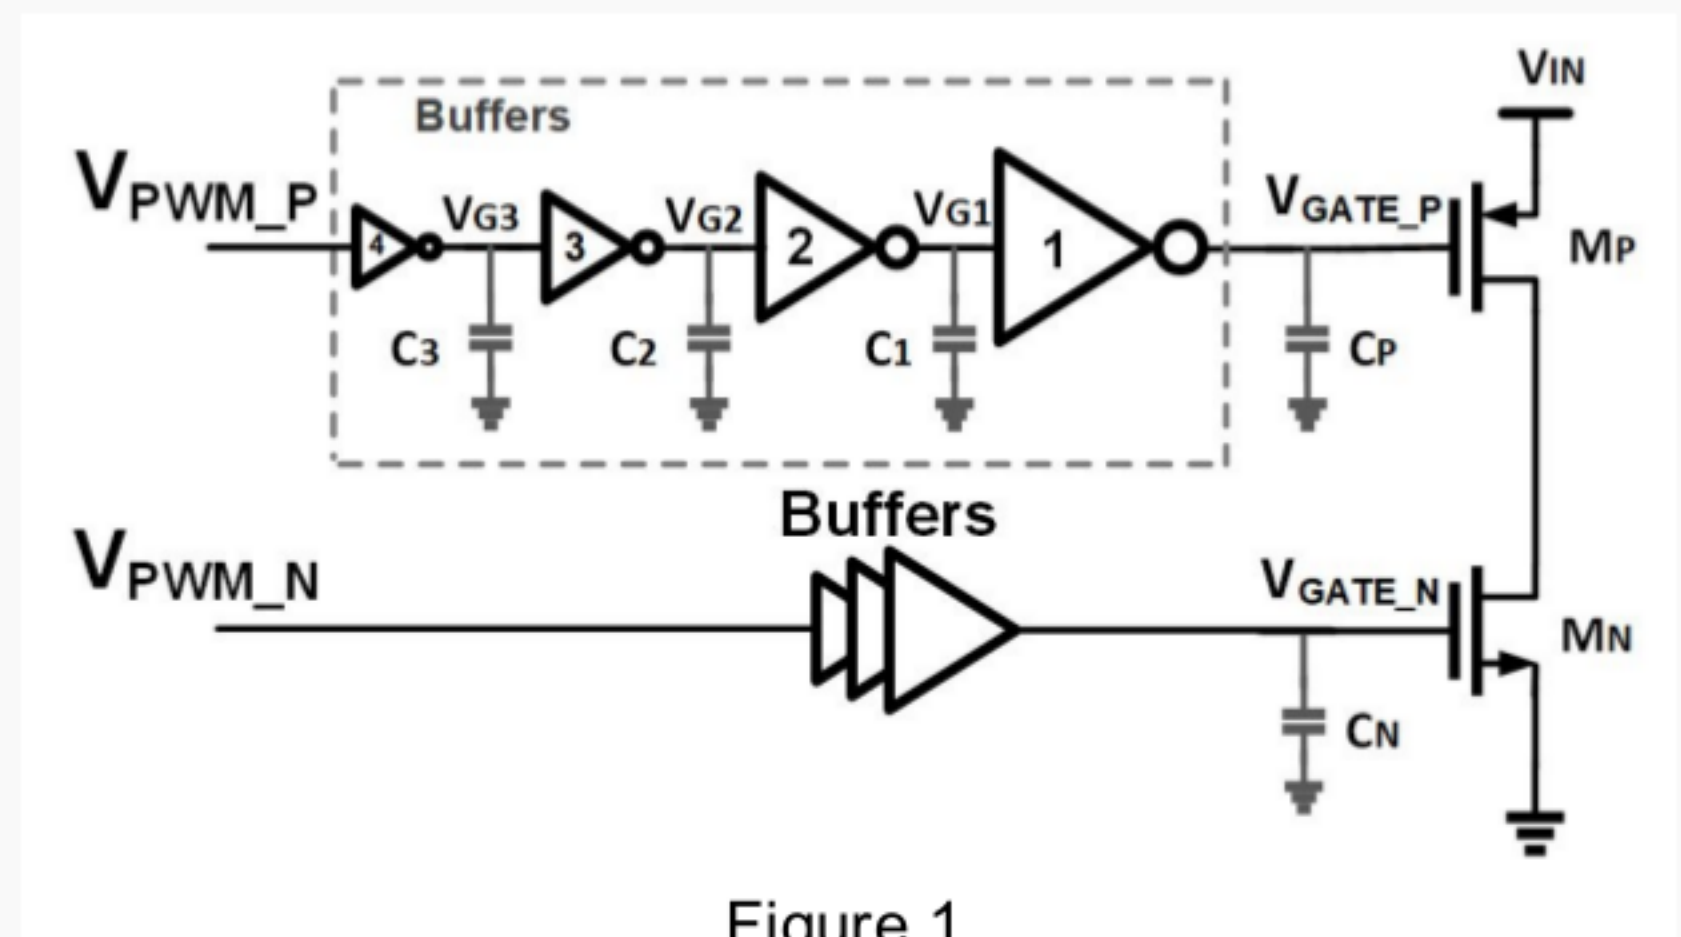 VIN
Buffers
VPWM_P
4
VG3
3
VG2
2
VG1
1
VGATE_P
MP
C3
C2
C1
CP
Buffers
VPWM_N
VGATE_N
MN
CN
Figure 1